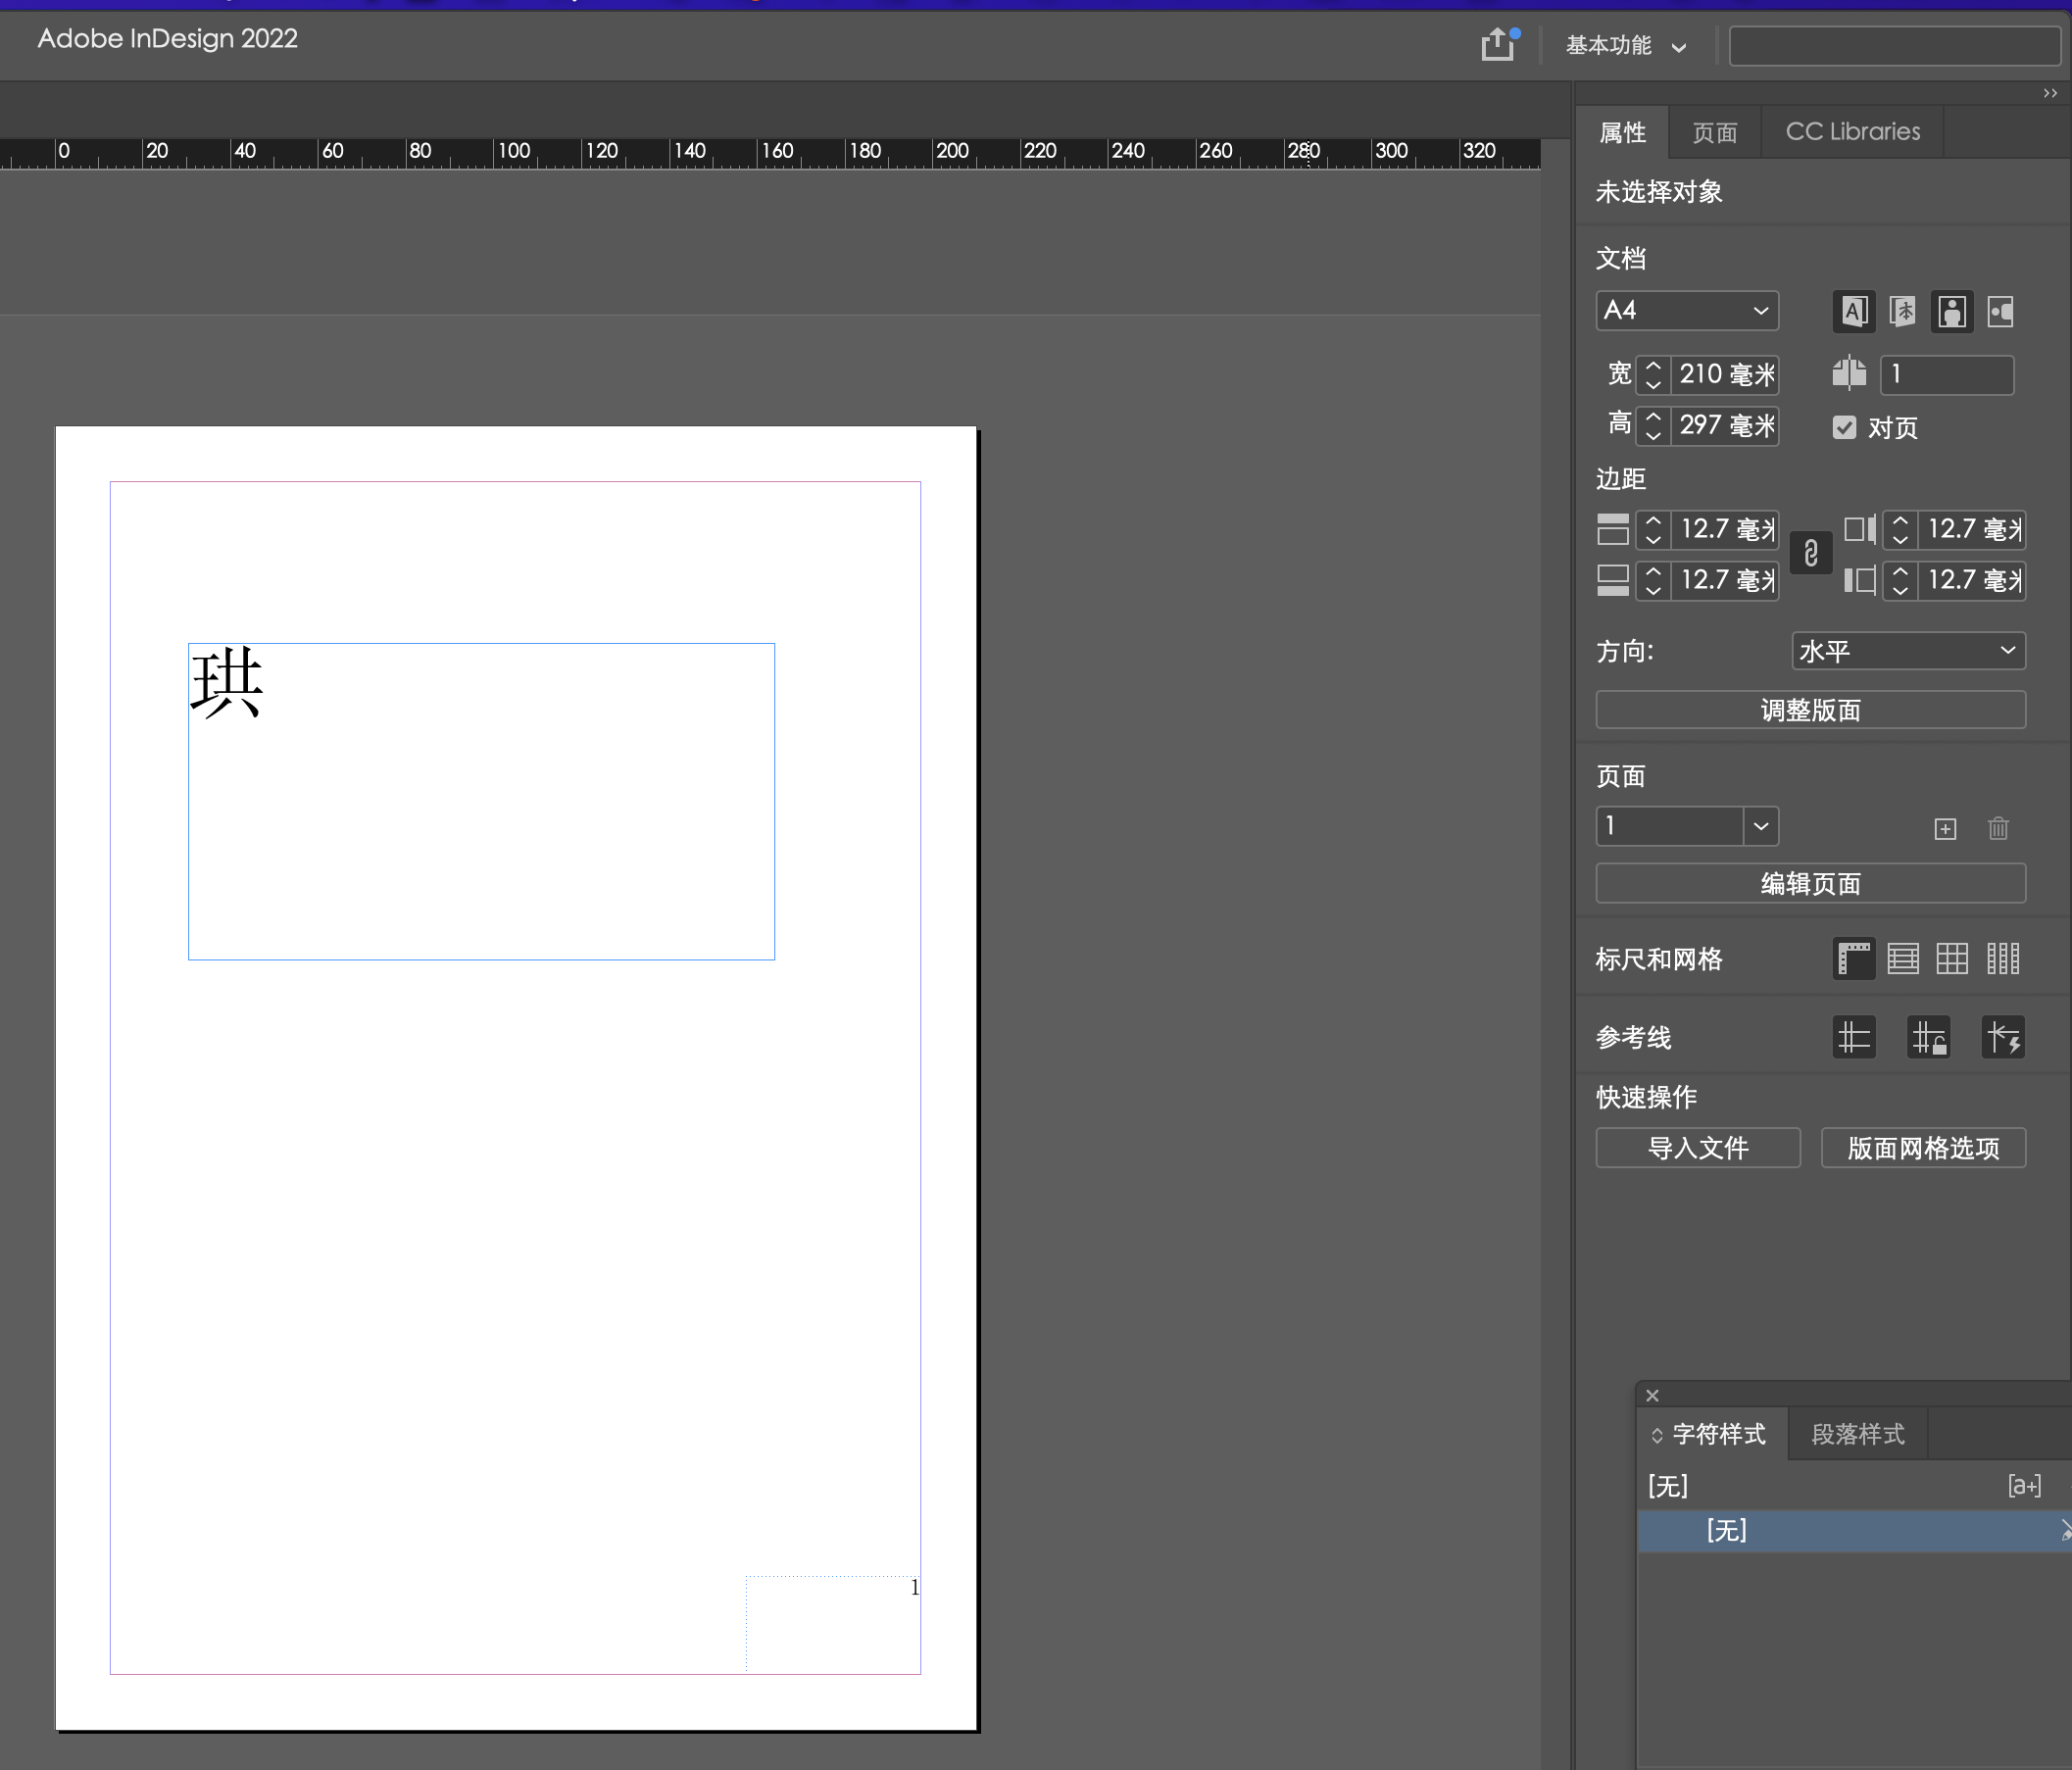 Adobe InDesign 2022
基本功能
0 20 40 60 80 100 120 140 160 180 200 220 240 260 280 300 320
属性 页面 CC Libraries
未选择对象
文档
A4
宽 210 毫米 1
高 297 毫米 对页
边距
12.7 毫米 12.7 毫米
12.7 毫米 12.7 毫米
方向: 水平
调整版面
页面
1
编辑页面
标尺和网格
参考线
快速操作
导入文件 版面网格选项
字符样式 段落样式
[无] [a+]
[无]
珙
1